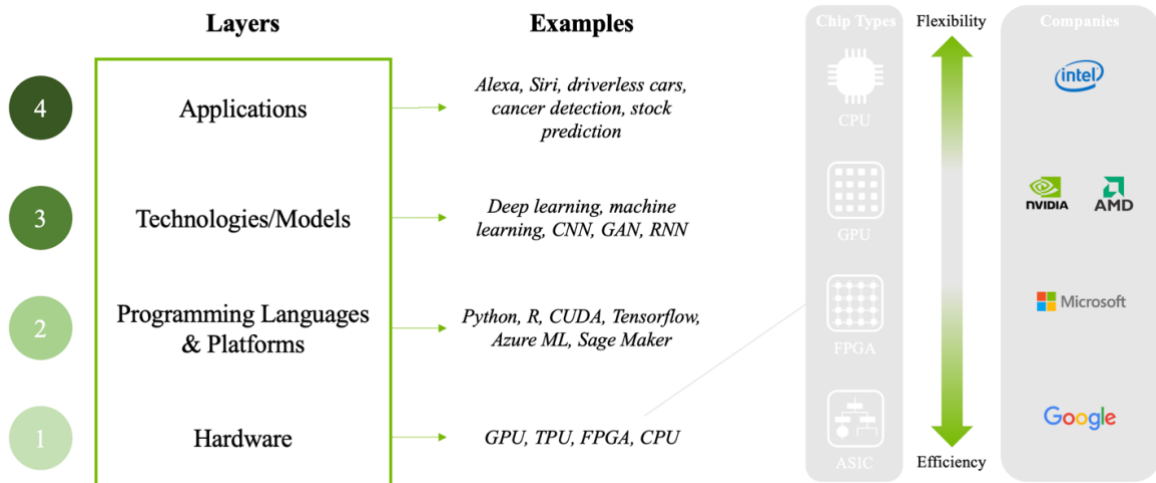 Layers
Examples
4
Applications
Alexa, Siri, driverless cars,
cancer detection, stock
prediction
3
Technologies/Models
Deep learning, machine
learning, CNN, GAN, RNN
2
Programming Languages
& Platforms
Python, R, CUDA, Tensorflow,
Azure ML, Sage Maker
1
Hardware
GPU, TPU, FPGA, CPU
Chip Types
CPU
GPU
FPGA
ASIC
Flexibility
Efficiency
Companies
intel
NVIDIA
AMD
Microsoft
Google